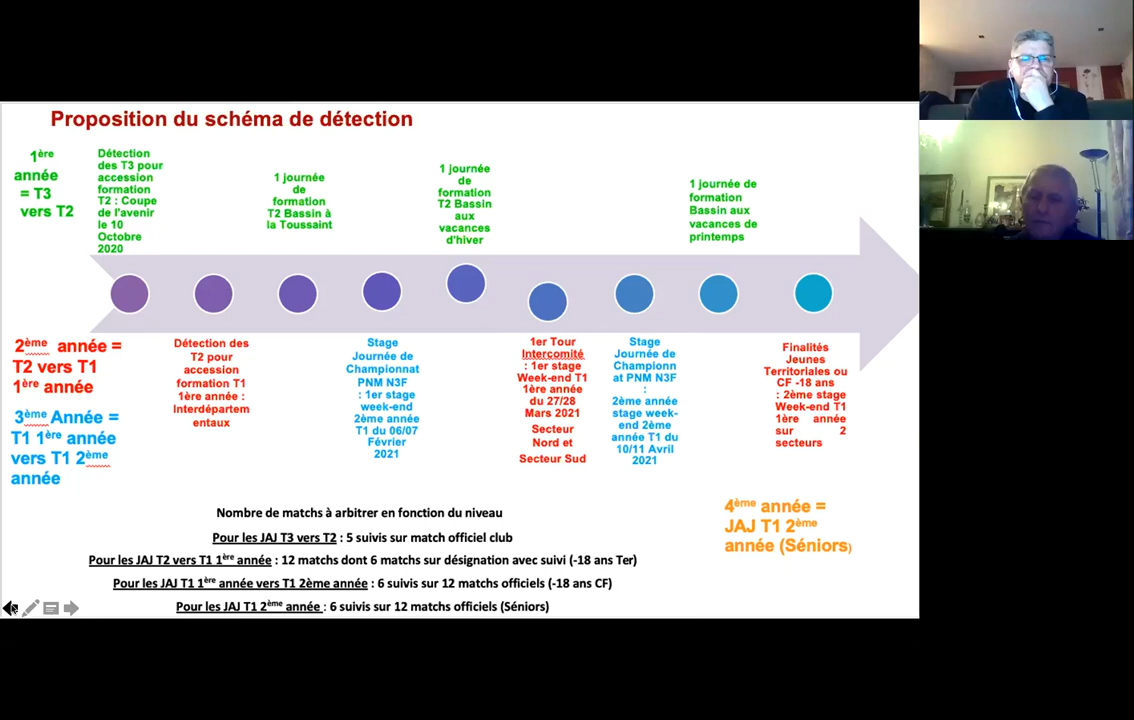 Proposition du schéma de détection
1ère
année
= T3
vers T2
Détection
des T3 pour
accession
formation
T2 : Coupe
de l'avenir
le 10
Octobre
2020
1 journée
de
formation
T2 Bassin à
la Toussaint
1 journée
de
formation
T2 Bassin
aux
vacances
d'hiver
1 journée de
formation
Bassin aux
vacances de
printemps
2ème année =
T2 vers T1
1ère année
3ème Année =
T1 1ère année
vers T1 2ème
année
Détection des
T2 pour
accession
formation T1
1ère année :
Interdépartem
entaux
Stage
Journée de
Championnat
PNM N3F
: 1er stage
week-end
2ème année
T1 du 06/07
Février
2021
1er Tour
Intercomité
: 1er stage
Week-end T1
1ère année
du 27/28
Mars 2021
Secteur
Nord et
Secteur Sud
Stage
Journée de
Championn
at PNM N3F
:
2ème année
stage week-
end 2ème
année T1 du
10/11 Avril
2021
Finalités
Jeunes
Territoriales ou
CF -18 ans
: 2ème stage
Week-end T1
1ère année
sur 2
secteurs
4ème année =
JAJ T1 2ème
année (Séniors)
Nombre de matchs à arbitrer en fonction du niveau
Pour les JAJ T3 vers T2 : 5 suivis sur match officiel club
Pour les JAJ T2 vers T1 1ère année : 12 matchs dont 6 matchs sur désignation avec suivi (-18 ans Ter)
Pour les JAJ T1 1ère année vers T1 2ème année : 6 suivis sur 12 matchs officiels (-18 ans CF)
Pour les JAJ T1 2ème année : 6 suivis sur 12 matchs officiels (Séniors)